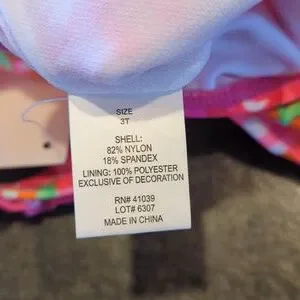 SIZE
3T
SHELL:
82% NYLON
18% SPANDEX
LINING: 100% POLYESTER
EXCLUSIVE OF DECORATION
RN# 41039
LOT# 6307
MADE IN CHINA